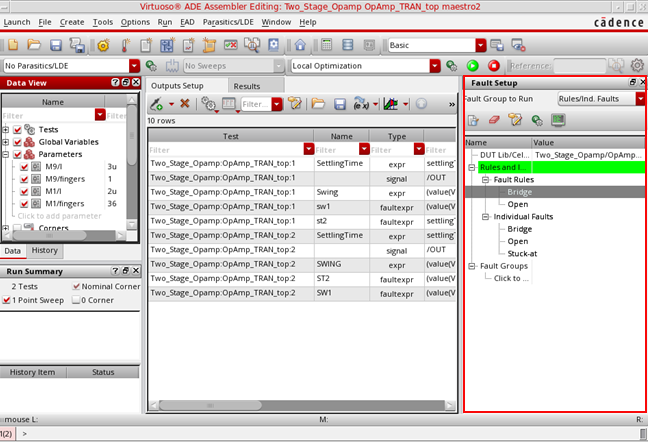 Virtuoso® ADE Assembler Editing: Two_Stage_Opamp OpAmp_TRAN_top maestro2
Launch File Create Tools Options Run EAD Parasitics/LDE Window Help
cādence
Basic
No Parasitics/LDE No Sweeps Local Optimization Reference:
Data View
Name
Filter Filter
Tests
Global Variables
Parameters
M9/l 3u
M9/fingers 1
M1/l 2u
M1/fingers 36
Click to add parameter
Corners
Data History
Run Summary
2 Tests Nominal Corner
1 Point Sweep 0 Corner
History Item Status
Outputs Setup Results
Filter...
»
10 rows
Test Name Type
Filter Filter Filter Filter
Two_Stage_Opamp:OpAmp_TRAN_top:1 SettlingTime expr settling
Two_Stage_Opamp:OpAmp_TRAN_top:1 signal /OUT
Two_Stage_Opamp:OpAmp_TRAN_top:1 Swing expr (value(V
Two_Stage_Opamp:OpAmp_TRAN_top:1 sw1 faultexpr (value(V
Two_Stage_Opamp:OpAmp_TRAN_top:1 st2 faultexpr settling
Two_Stage_Opamp:OpAmp_TRAN_top:2 SettlingTime expr settling
Two_Stage_Opamp:OpAmp_TRAN_top:2 signal /OUT
Two_Stage_Opamp:OpAmp_TRAN_top:2 SWING expr (value(V
Two_Stage_Opamp:OpAmp_TRAN_top:2 ST2 faultexpr (value(V
Two_Stage_Opamp:OpAmp_TRAN_top:2 SW1 faultexpr (value(V
Fault Setup
Fault Group to Run Rules/Ind. Faults
Name Value
DUT Lib/Cel... Two_Stage_Opamp/OpAm...
Rules and I...
Fault Rules
Bridge
Open
Individual Faults
Bridge
Open
Stuck-at
Fault Groups
Click to ...
mouse L: M: R:
1(2) >